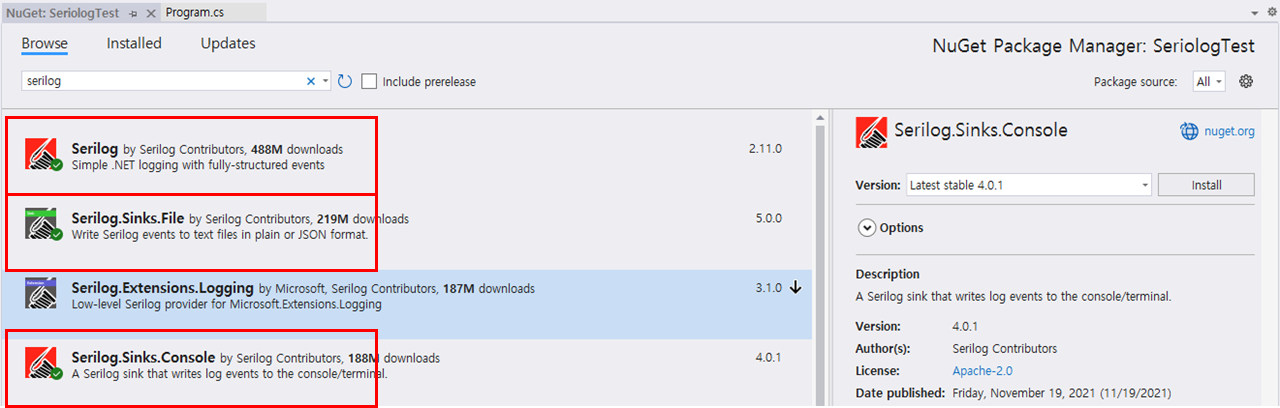 NuGet: SeriologTest
Program.cs
Browse Installed Updates
NuGet Package Manager: SeriologTest
serilog
Include prerelease
Package source: All
Serilog by Serilog Contributors, 488M downloads 2.11.0
Simple .NET logging with fully-structured events
Serilog.Sinks.File by Serilog Contributors, 219M downloads 5.0.0
Write Serilog events to text files in plain or JSON format.
Serilog.Extensions.Logging by Microsoft, Serilog Contributors, 187M downloads 3.1.0
Low-level Serilog provider for Microsoft.Extensions.Logging
Serilog.Sinks.Console by Serilog Contributors, 188M downloads 4.0.1
A Serilog sink that writes log events to the console/terminal.
Serilog.Sinks.Console nuget.org
Version: Latest stable 4.0.1 Install
Options
Description
A Serilog sink that writes log events to the console/terminal.
Version: 4.0.1
Author(s): Serilog Contributors
License: Apache-2.0
Date published: Friday, November 19, 2021 (11/19/2021)